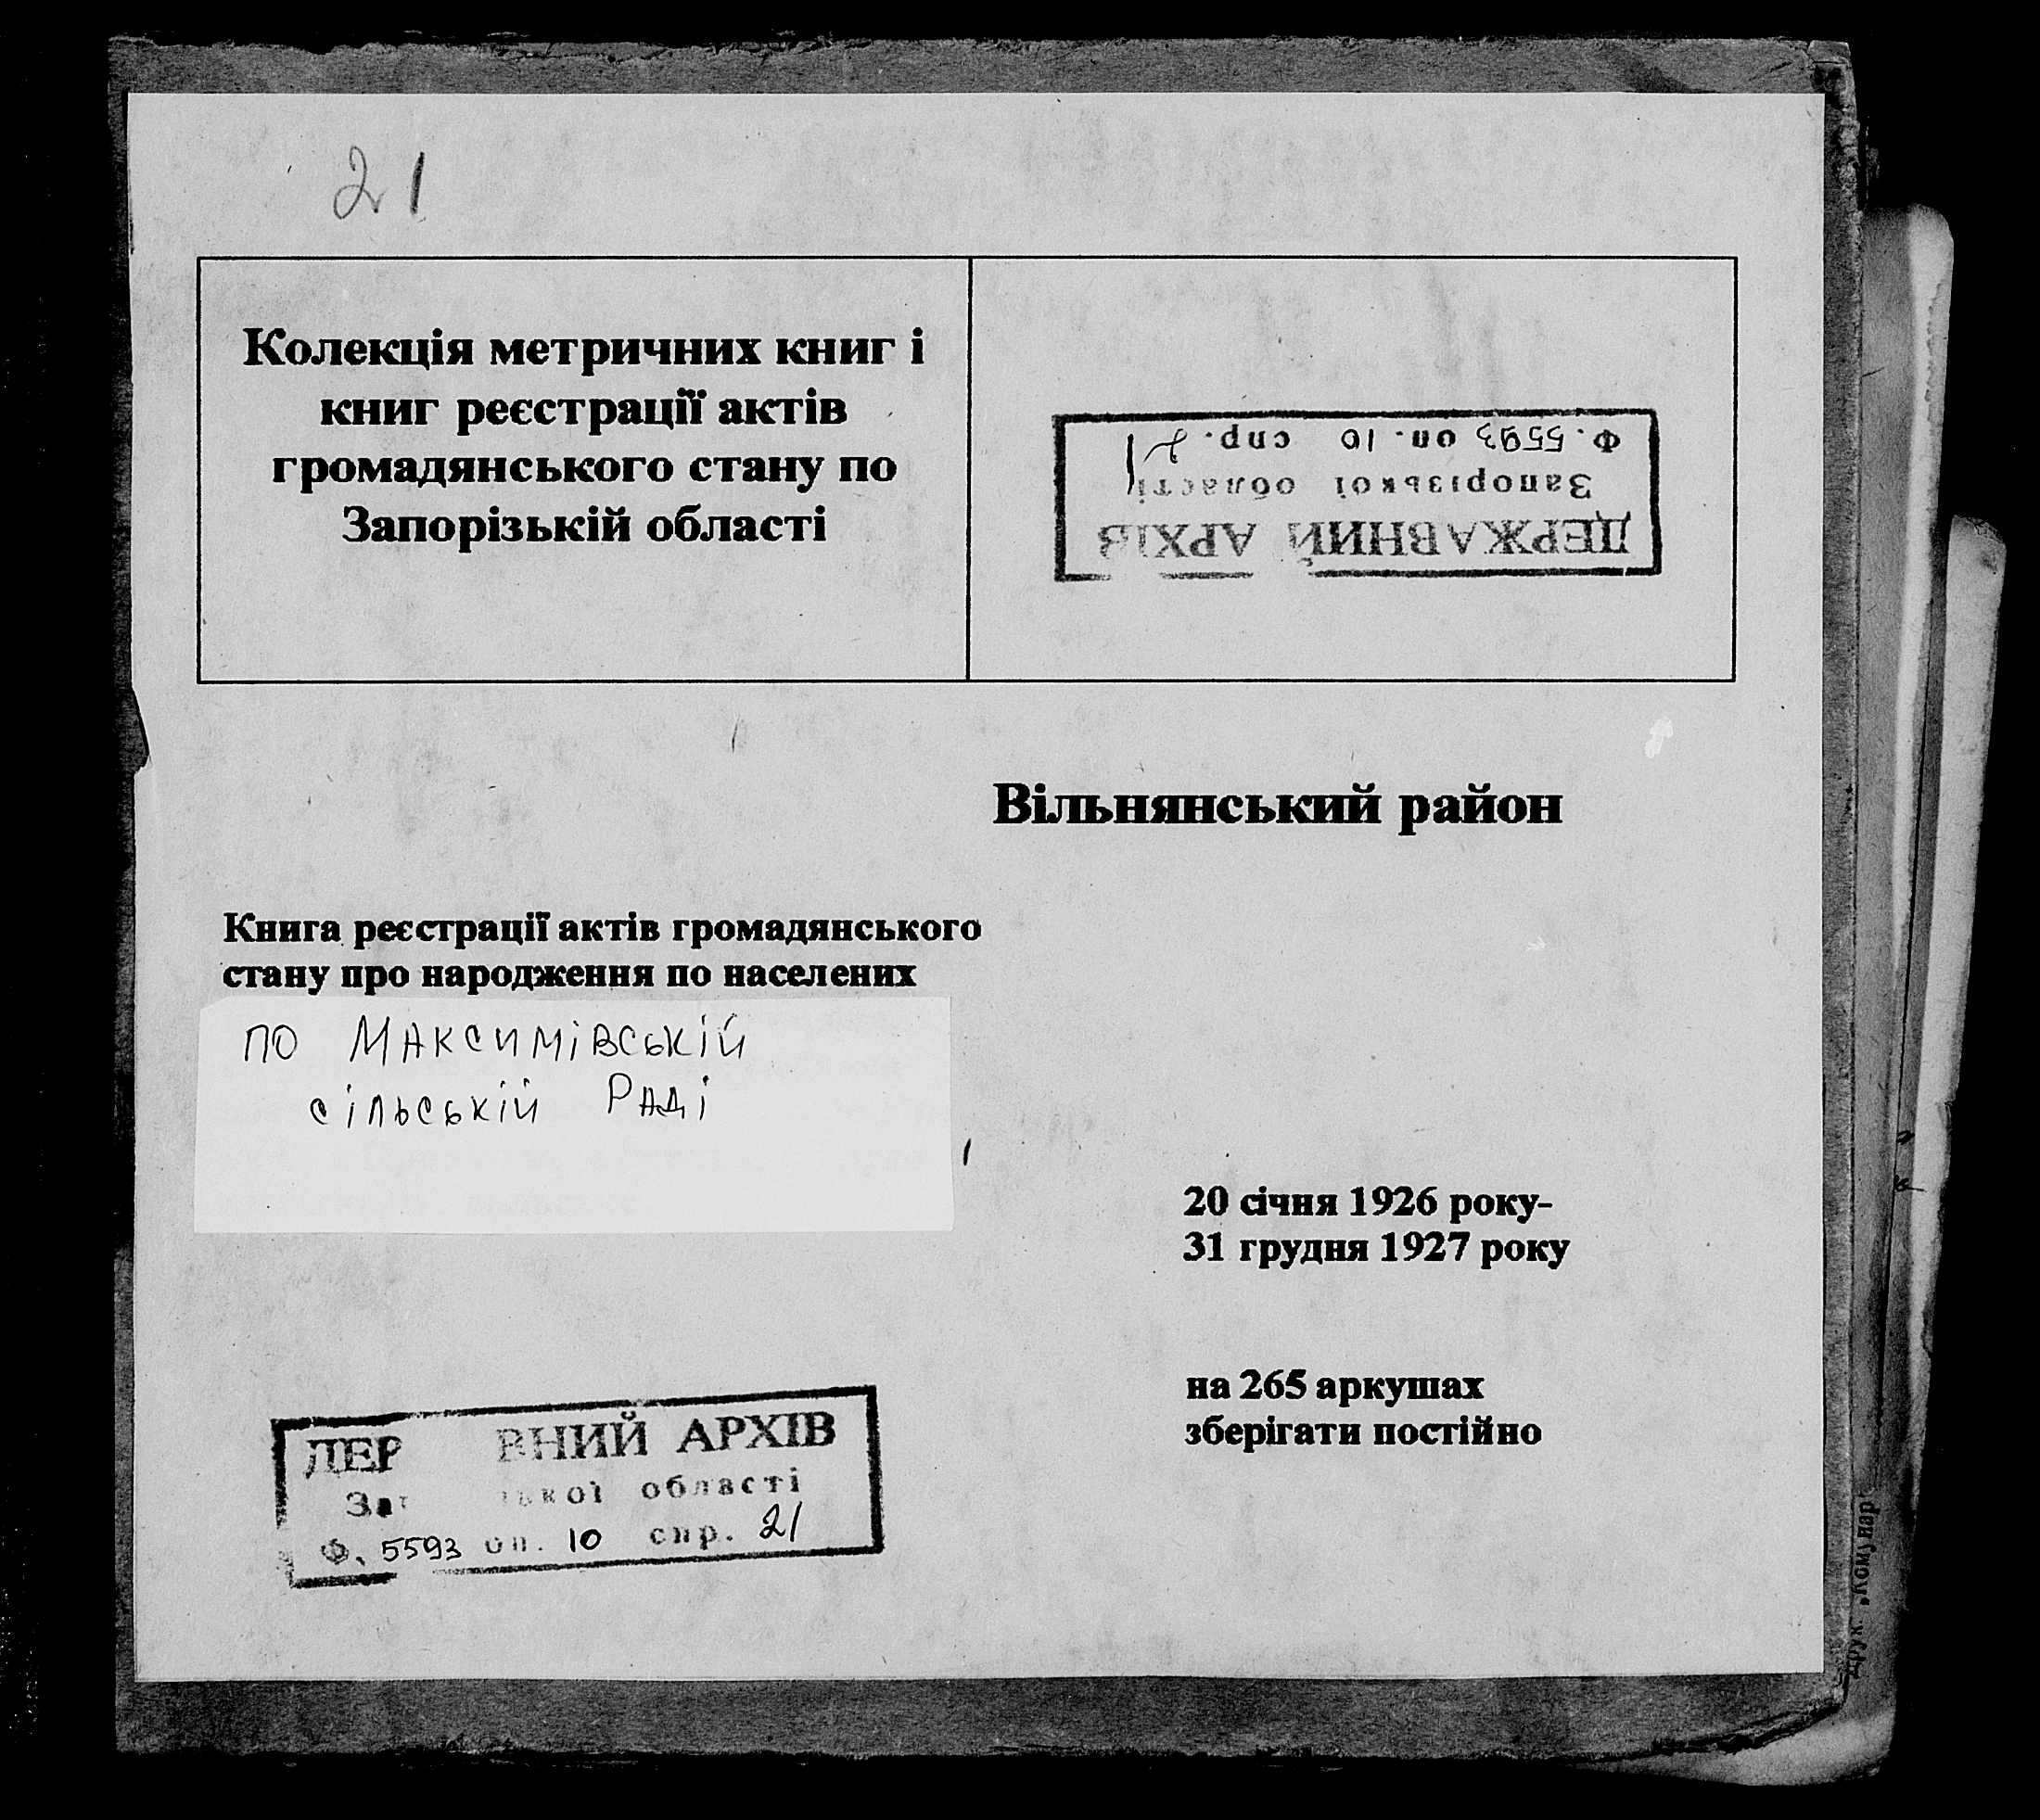 21
Колекція метричних книг і
книг реєстрації актів
громадянського стану по
Запорізькій області
ДЕРЖАВНИЙ АРХІВ
Запорізької області
Ф. 5593 оп. 10 спр. 21
Вільнянський район
Книга реєстрації актів громадянського
стану про народження по населених
по Максимівській
сільській Раді
20 січня 1926 року-
31 грудня 1927 року
на 265 аркушах
зберігати постійно
ДЕР ВНИЙ АРХІВ
За ької області
Ф. 5593 оп. 10 спр. 21
Друк „Комунар"